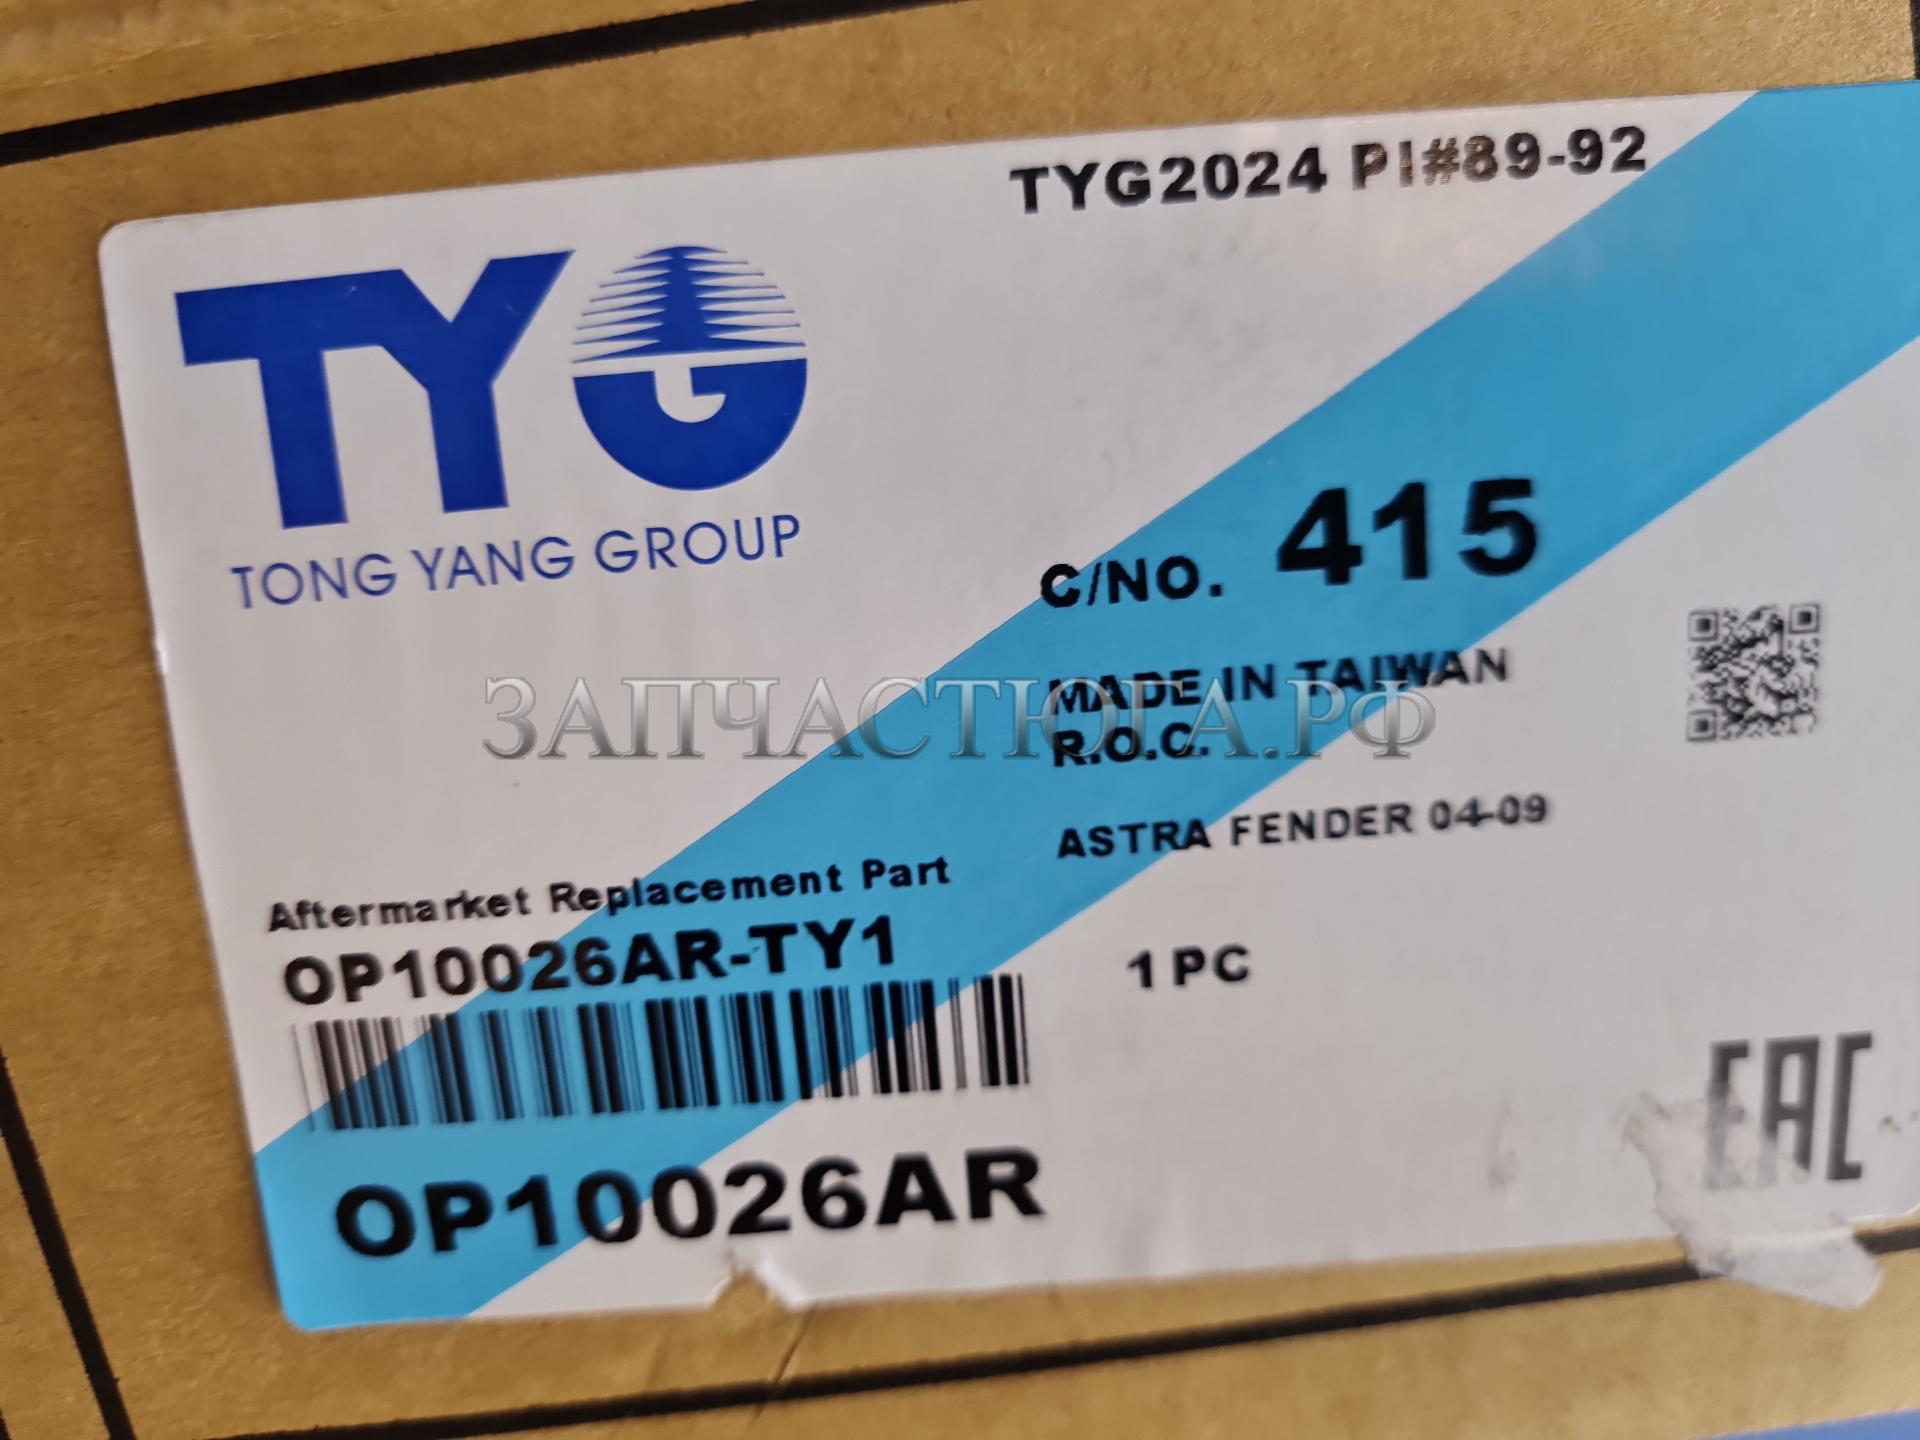 TYG2024 PI#89-92
TYG
TONG YANG GROUP
C/NO. 415
MADE IN TAIWAN
R.O.C.
ЗАПЧАСТЮГА.РФ
ASTRA FENDER 04-09
Aftermarket Replacement Part
OP10026AR-TY1
1 PC
OP10026AR
EAC